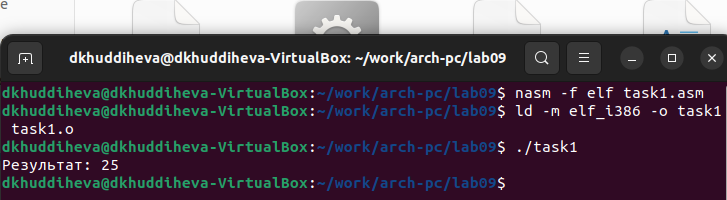 e
dkhuddiheva@dkhuddiheva-VirtualBox: ~/work/arch-pc/lab09
dkhuddiheva@dkhuddiheva-VirtualBox:~/work/arch-pc/lab09$ nasm -f elf task1.asm
dkhuddiheva@dkhuddiheva-VirtualBox:~/work/arch-pc/lab09$ ld -m elf_i386 -o task1
task1.o
dkhuddiheva@dkhuddiheva-VirtualBox:~/work/arch-pc/lab09$ ./task1
Результат: 25
dkhuddiheva@dkhuddiheva-VirtualBox:~/work/arch-pc/lab09$